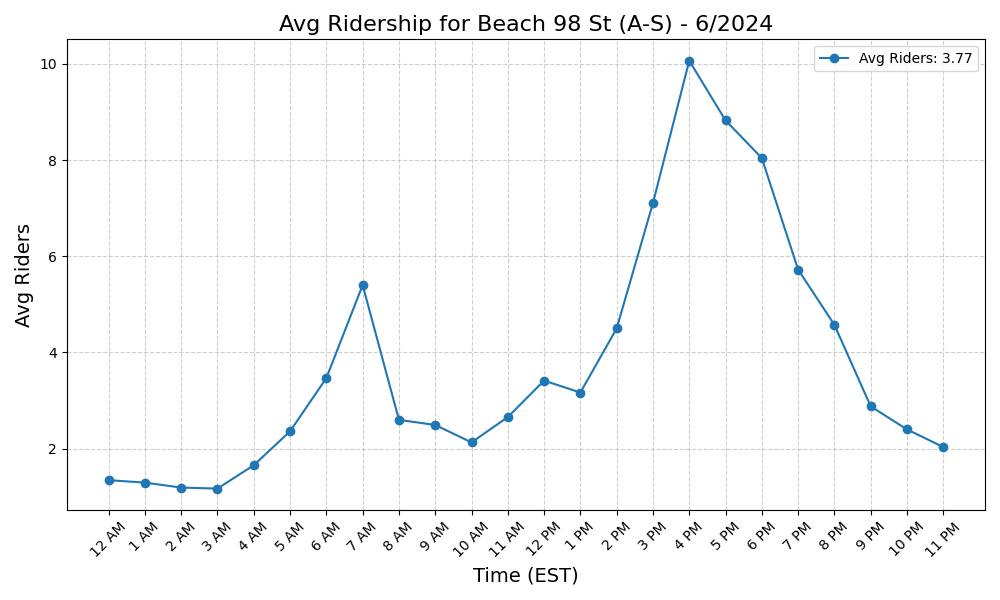 Avg Ridership for Beach 98 St (A-S) - 6/2024
Avg Riders: 3.77
Avg Riders
10
8
6
4
2
12 AM
1 AM
2 AM
3 AM
4 AM
5 AM
6 AM
7 AM
8 AM
9 AM
10 AM
11 AM
12 PM
1 PM
2 PM
3 PM
4 PM
5 PM
6 PM
7 PM
8 PM
9 PM
10 PM
11 PM
Time (EST)